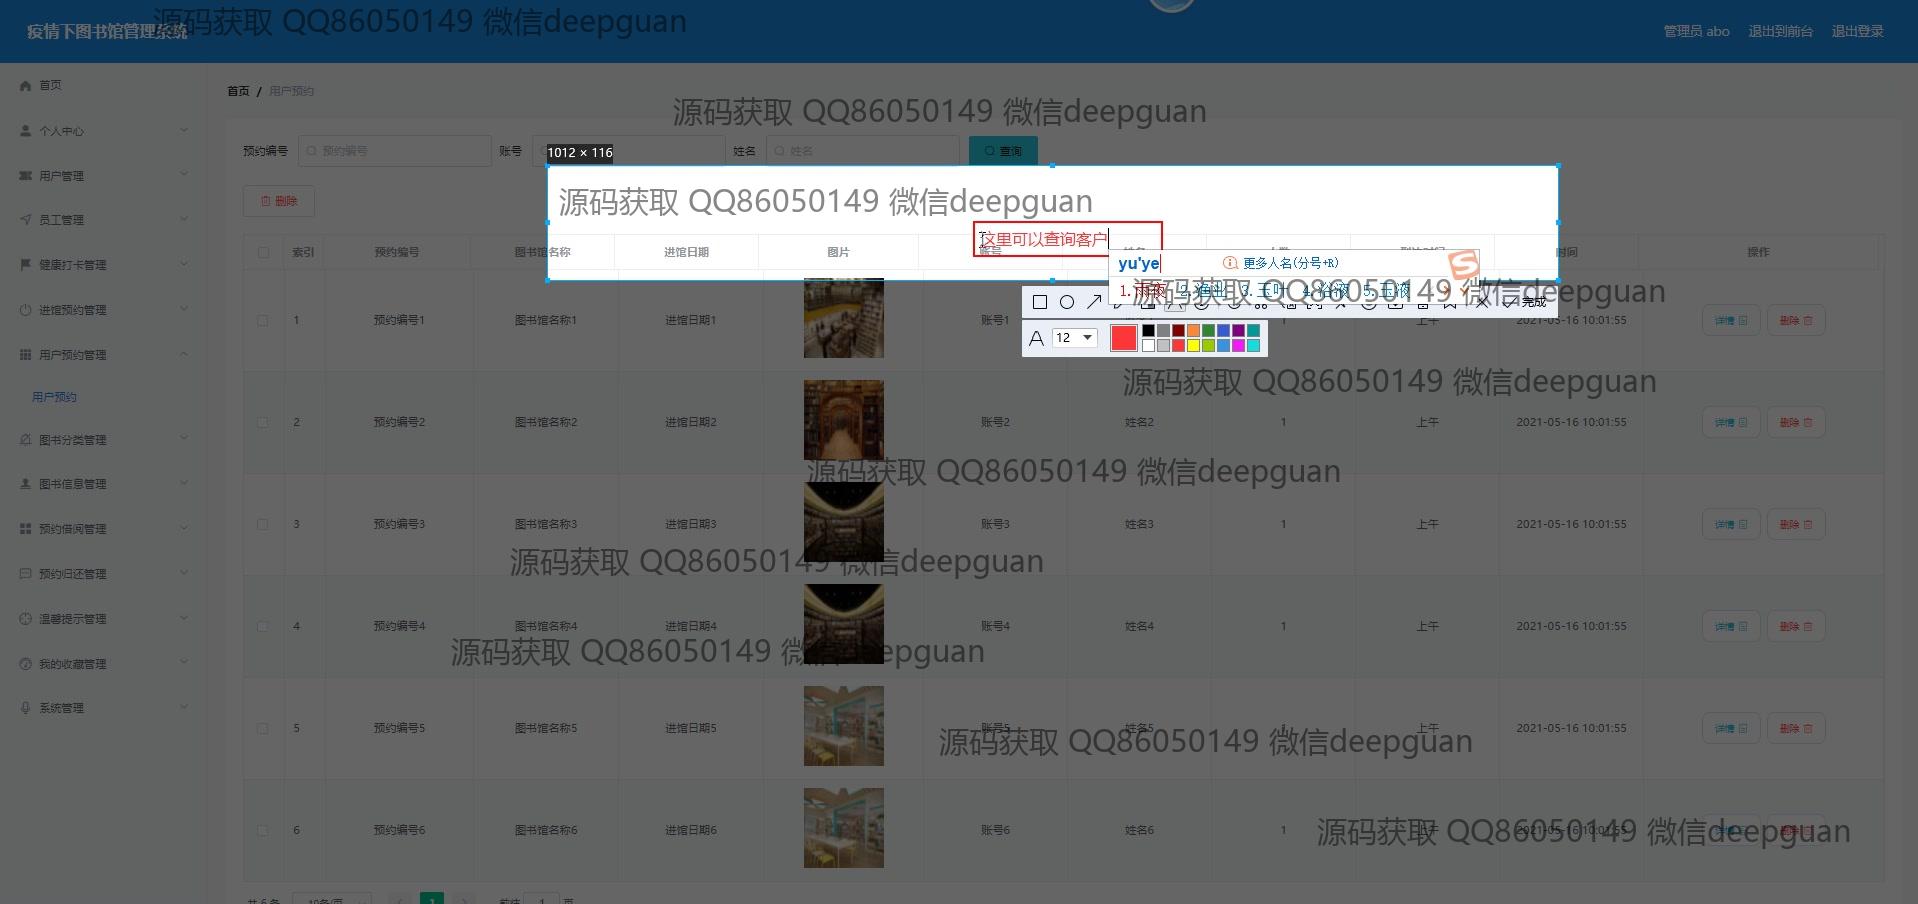 源码获取 QQ86050149 微信deepguan
疫情下图书馆管理系统
管理员 abo 退出到前台 退出登录
首页
个人中心
用户管理
员工管理
健康打卡管理
进馆预约管理
用户预约管理
用户预约
图书分类管理
图书信息管理
预约借阅管理
预约归还管理
温馨提示管理
我的收藏管理
系统管理
首页 / 用户预约
源码获取 QQ86050149 微信deepguan
预约编号 预约编号 账号 姓名 姓名 查询
1012 × 116
删除
源码获取 QQ86050149 微信deepguan
这里可以查询客户
索引 预约编号 图书馆名称 进馆日期 图片 账号 姓名 操作
yu'ye 更多人名(分号+R)
1.雨夜 2.渔业 3.玉叶 4.浴液 5.玉液
源码获取 QQ86050149 微信deepguan
完成
A 12
1 预约编号1 图书馆名称1 进馆日期1 账号1 1 上午 2021-05-16 10:01:55 详情 删除
源码获取 QQ86050149 微信deepguan
2 预约编号2 图书馆名称2 进馆日期2 账号2 姓名2 1 上午 2021-05-16 10:01:55 详情 删除
源码获取 QQ86050149 微信deepguan
3 预约编号3 图书馆名称3 进馆日期3 账号3 姓名3 1 上午 2021-05-16 10:01:55 详情 删除
源码获取 QQ86050149 微信deepguan
4 预约编号4 图书馆名称4 进馆日期4 账号4 姓名4 1 上午 2021-05-16 10:01:55 详情 删除
源码获取 QQ86050149 微信deepguan
5 预约编号5 图书馆名称5 进馆日期5 账号5 姓名5 1 上午 2021-05-16 10:01:55 详情 删除
源码获取 QQ86050149 微信deepguan
6 预约编号6 图书馆名称6 进馆日期6 账号6 姓名6 1 上午 2021-05-16 10:01:55 详情 删除
源码获取 QQ86050149 微信deepguan
共 6 条 10条/页 1 前往 1 页